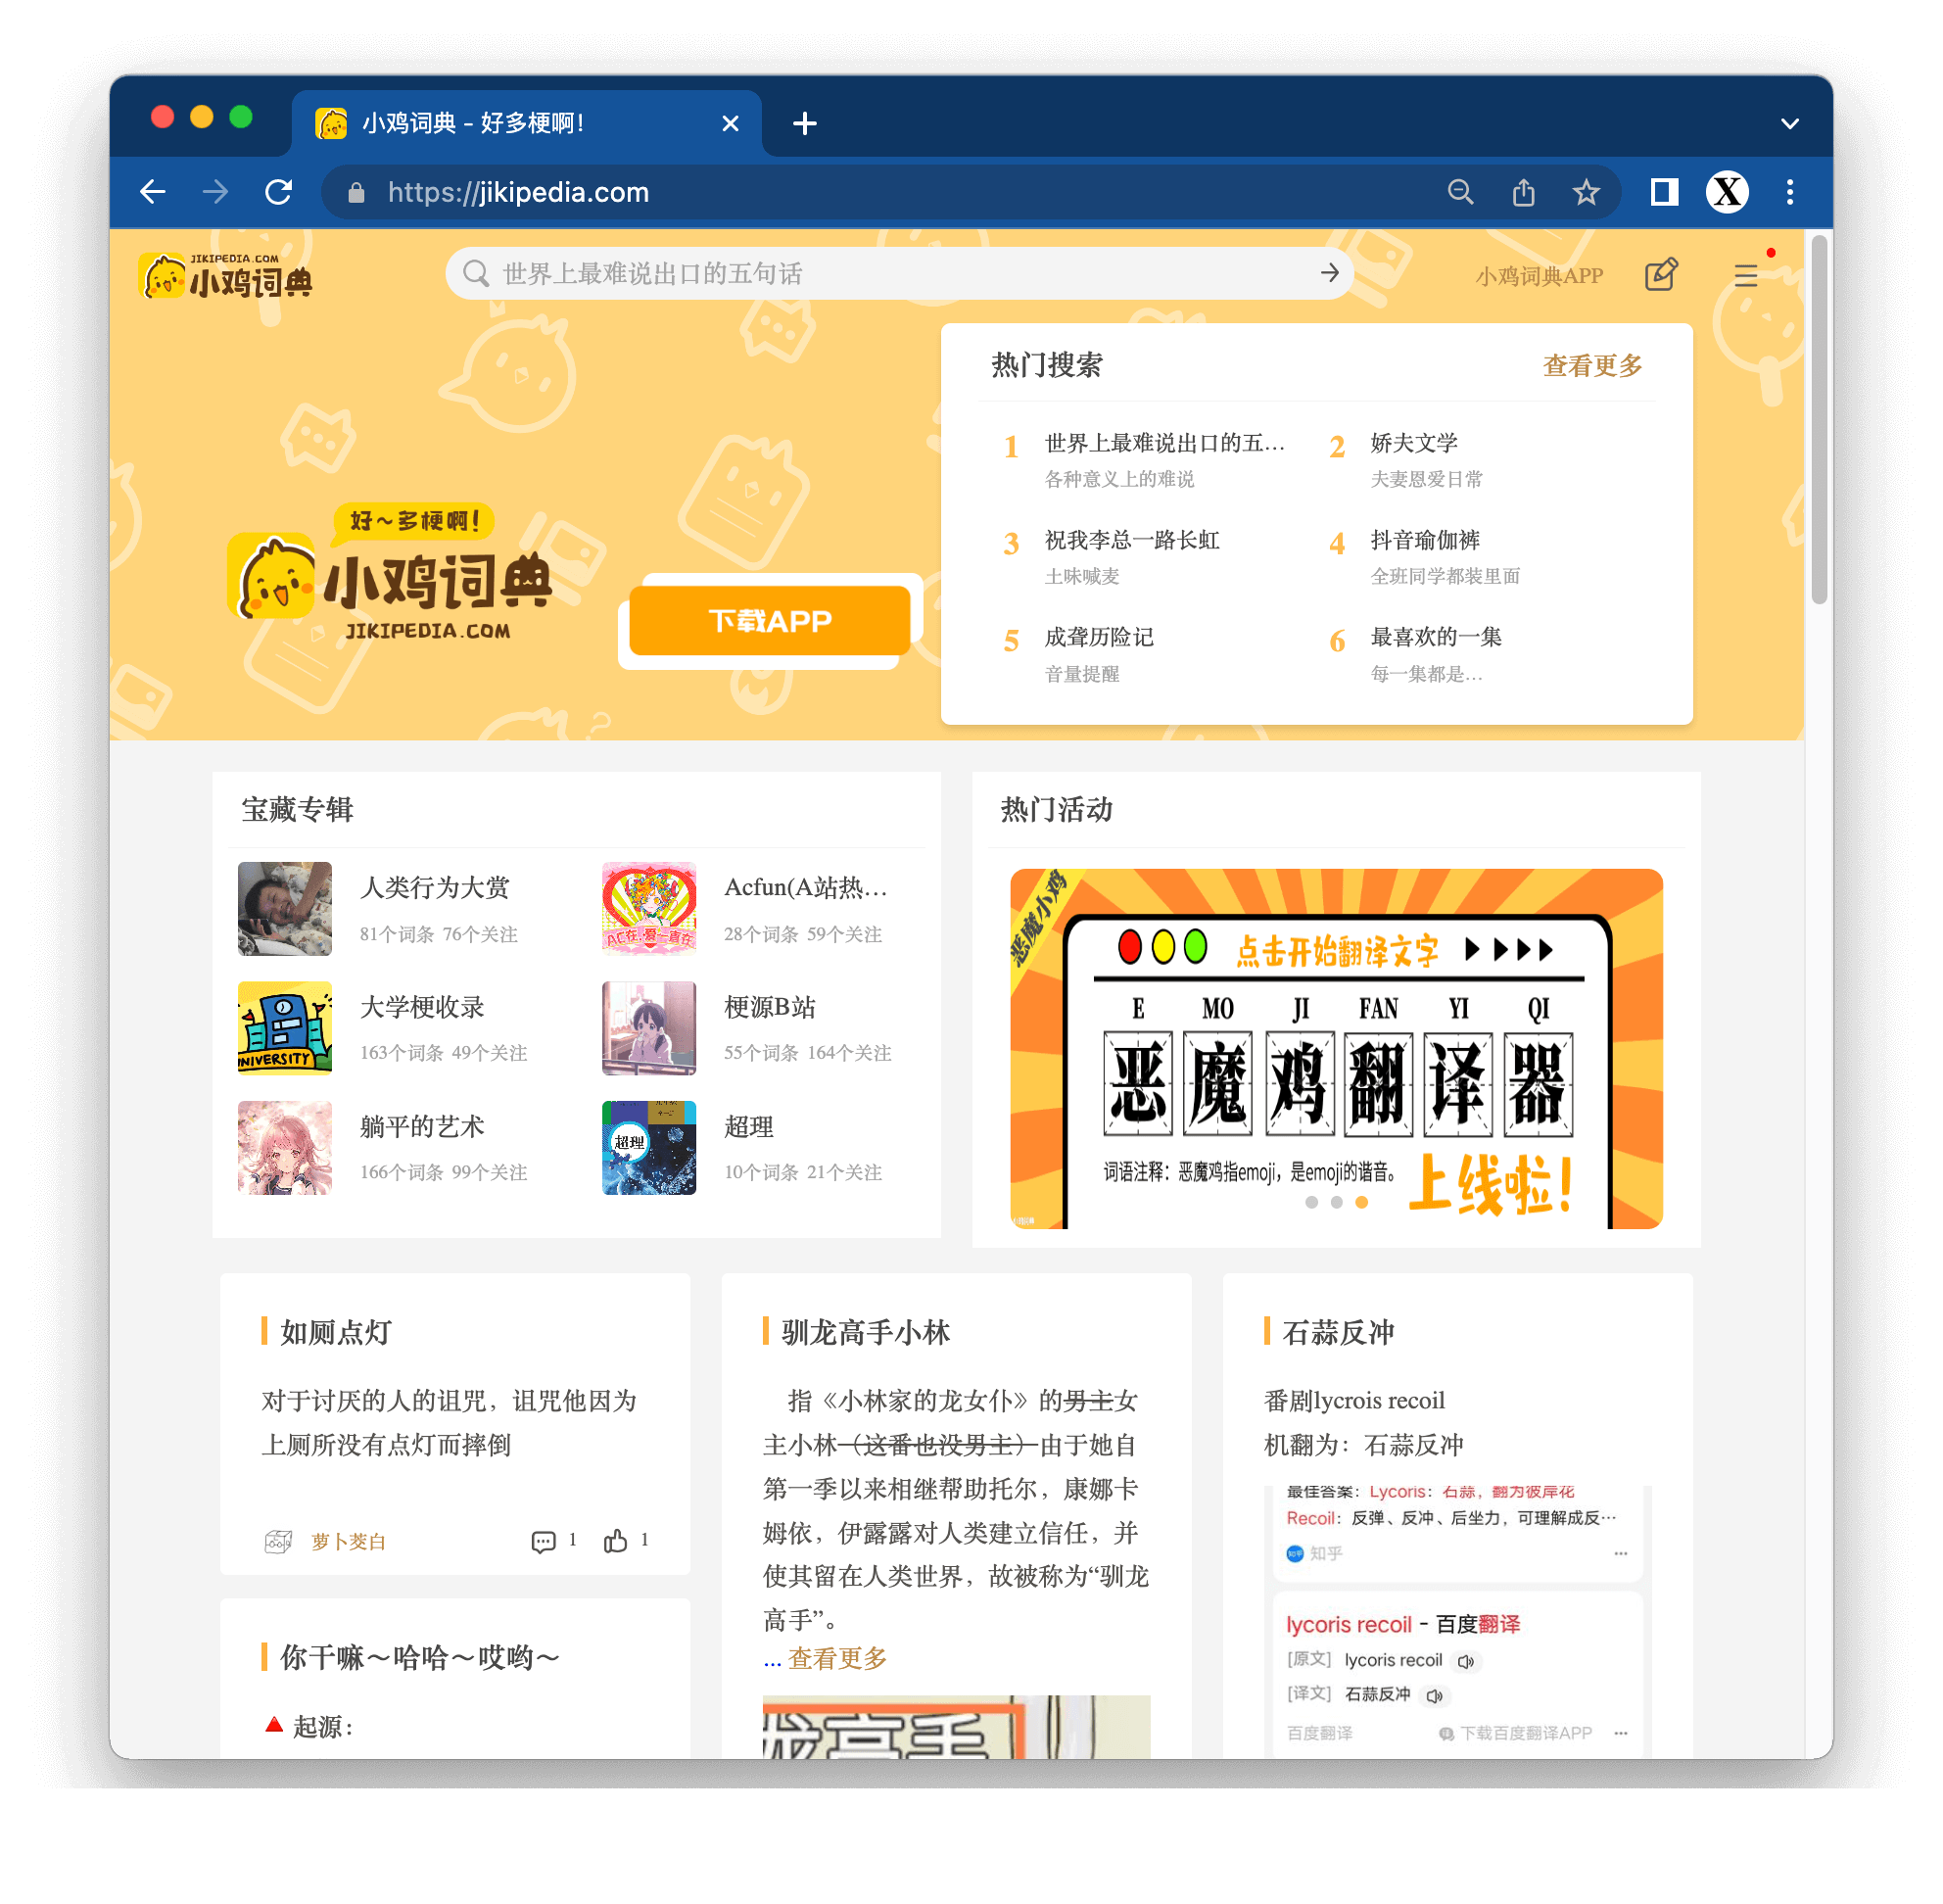 小鸡词典 - 好多梗啊！
https://jikipedia.com
JIKIPEDIA.COM
小鸡词典
世界上最难说出口的五句话
小鸡词典APP
好～多梗啊！
小鸡词典
JIKIPEDIA.COM
下载APP
热门搜索
查看更多
1 世界上最难说出口的五…
各种意义上的难说
2 娇夫文学
夫妻恩爱日常
3 祝我李总一路长虹
土味喊麦
4 抖音瑜伽裤
全班同学都装里面
5 成聋历险记
音量提醒
6 最喜欢的一集
每一集都是…
宝藏专辑
人类行为大赏
81个词条 76个关注
Acfun(A站热…
28个词条 59个关注
AC在,爱一直在
大学梗收录
163个词条 49个关注
UNIVERSITY
梗源B站
55个词条 164个关注
躺平的艺术
166个词条 99个关注
超理
超理
10个词条 21个关注
热门活动
恶魔小鸡
点击开始翻译文字
E MO JI FAN YI QI
恶魔鸡翻译器
词语注释：恶魔鸡指emoji，是emoji的谐音。
上线啦！
如厕点灯
对于讨厌的人的诅咒，诅咒他因为
上厕所没有点灯而摔倒
萝卜茭白
1 1
你干嘛～哈哈～哎哟～
🔺 起源：
驯龙高手小林
指《小林家的龙女仆》的男主女
主小林（这番也没男主）由于她自
第一季以来相继帮助托尔，康娜卡
姆依，伊露露对人类建立信任，并
使其留在人类世界，故被称为“驯龙
高手”。
... 查看更多
龙高手
石蒜反冲
番剧lycrois recoil
机翻为：石蒜反冲
最佳答案：Lycoris：石蒜，翻为彼岸花
Recoil：反弹、反冲、后坐力，可理解成反…
知乎
lycoris recoil - 百度翻译
[原文] lycoris recoil
[译文] 石蒜反冲
百度翻译
下载百度翻译APP